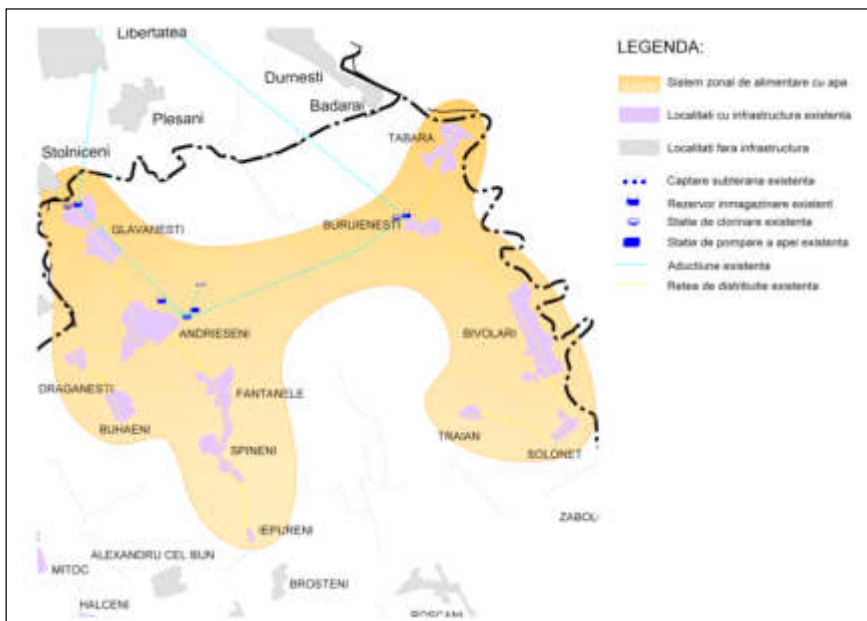 Libertatea
Durnesti
Badarai
Plesani
TABARA
Stolniceni
GLAVANESTI
BURUIENESTI
ANDRIESENI
BIVOLARI
DRAGANESTI
FANTANELE
BUHAENI
TRAIAN
SPINENI
SOLONET
ZABOL
IEPURENI
ALEXANDRU CEL BUN
MITOC
BROSTENI
HALCENI
LEGENDA:
Sistem zonal de alimentare cu apa
Localitati cu infrastructura existenta
Localitati fara infrastructura
Captare subterana existenta
Rezervor inmagazinare existent
Statie de clorinare existenta
Statie de pompare a apei existenta
Aductiune existenta
Retea de distributie existenta